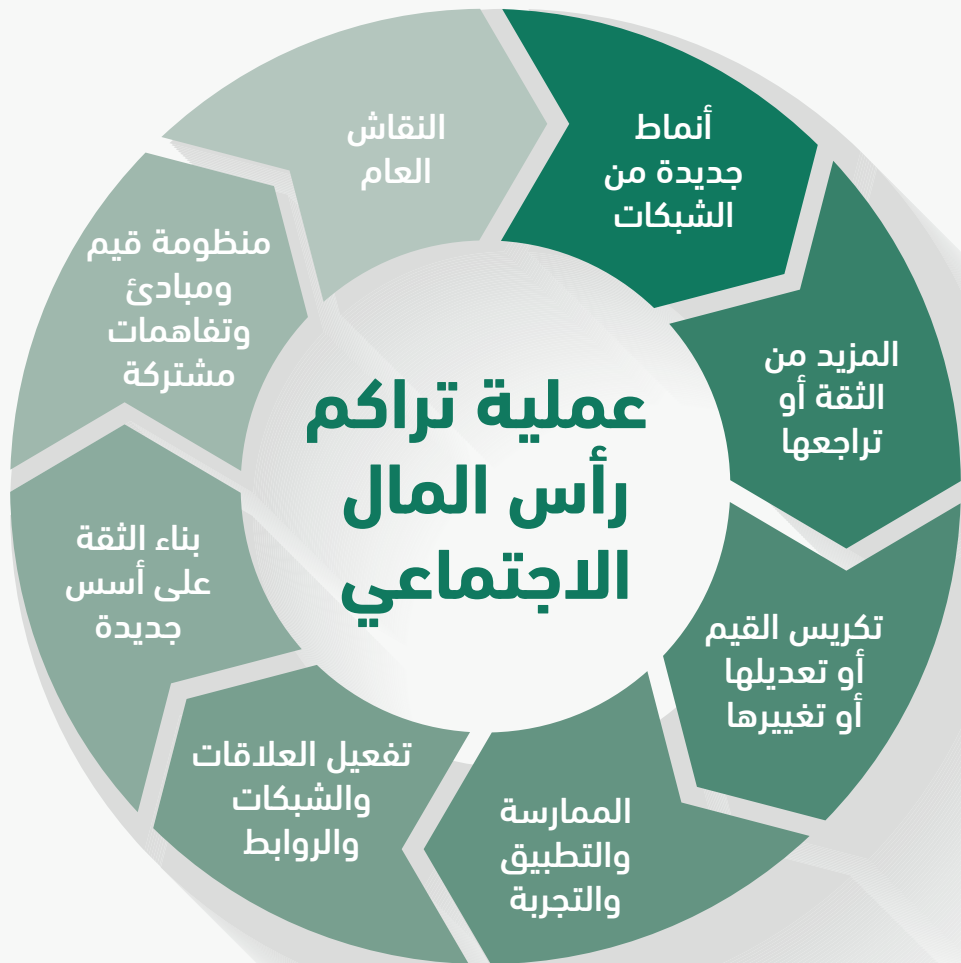 عملية تراكم
رأس المال
الاجتماعي
أنماط
جديدة من
الشبكات
المزيد من
الثقة أو
تراجعها
تكريس القيم
أو تعديلها
أو تغييرها
الممارسة
والتطبيق
والتجربة
تفعيل العلاقات
والشبكات
والروابط
بناء الثقة
على أسس
جديدة
منظومة قيم
ومبادئ
وتفاهمات
مشتركة
النقاش
العام